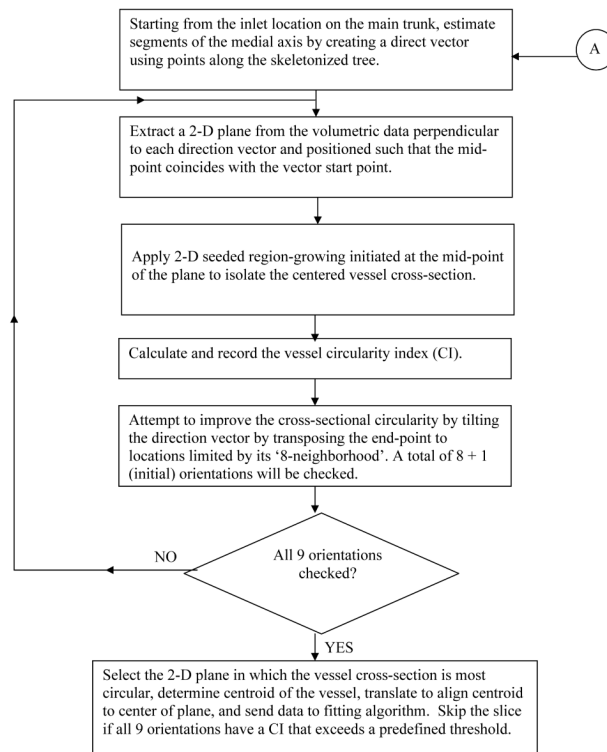 Starting from the inlet location on the main trunk, estimate
segments of the medial axis by creating a direct vector
using points along the skeletonized tree.
A
Extract a 2-D plane from the volumetric data perpendicular
to each direction vector and positioned such that the mid-
point coincides with the vector start point.
Apply 2-D seeded region-growing initiated at the mid-point
of the plane to isolate the centered vessel cross-section.
Calculate and record the vessel circularity index (CI).
Attempt to improve the cross-sectional circularity by tilting
the direction vector by transposing the end-point to
locations limited by its ‘8-neighborhood’. A total of 8 + 1
(initial) orientations will be checked.
NO
All 9 orientations
checked?
YES
Select the 2-D plane in which the vessel cross-section is most
circular, determine centroid of the vessel, translate to align centroid
to center of plane, and send data to fitting algorithm.  Skip the slice
if all 9 orientations have a CI that exceeds a predefined threshold.